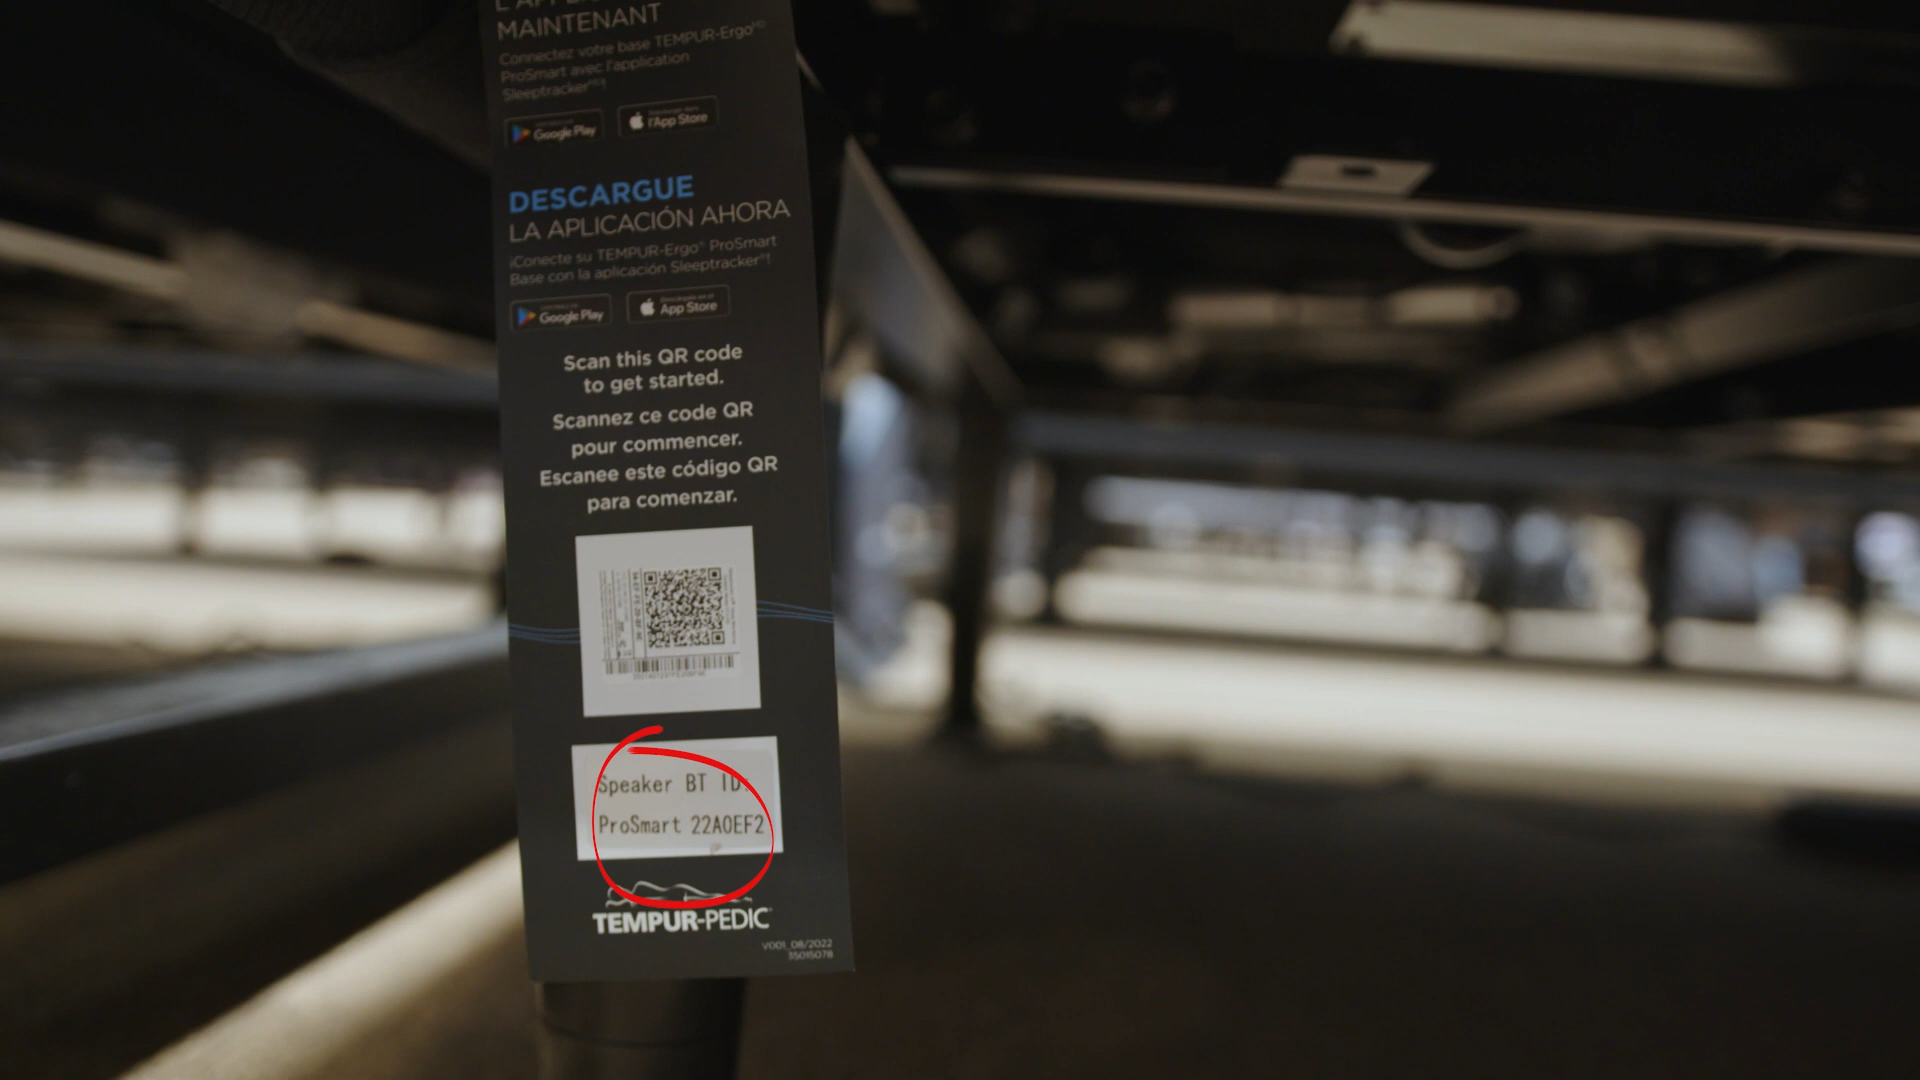 MAINTENANT
Connectez votre base TEMPUR-Ergo
ProSmart avec l'application
Sleeptracker
Google Play
l'App Store
DESCARGUE
LA APLICACIÓN AHORA
¡Conecte su TEMPUR-Ergo® ProSmart
Base con la aplicación Sleeptracker®!
Google Play
App Store
Scan this QR code
to get started.
Scannez ce code QR
pour commencer.
Escanee este código QR
para comenzar.
Speaker BT ID:
ProSmart 22A0EF2
TEMPUR-PEDIC
V001_08/2022
35015078